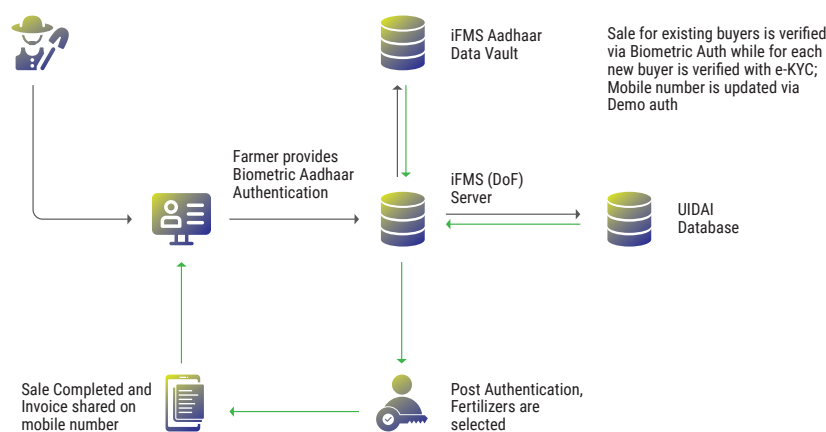 iFMS Aadhaar
Data Vault
Sale for existing buyers is verified
via Biometric Auth while for each
new buyer is verified with e-KYC;
Mobile number is updated via
Demo auth
Farmer provides
Biometric Aadhaar
Authentication
iFMS (DoF)
Server
UIDAI
Database
Sale Completed and
Invoice shared on
mobile number
Post Authentication,
Fertilizers are
selected